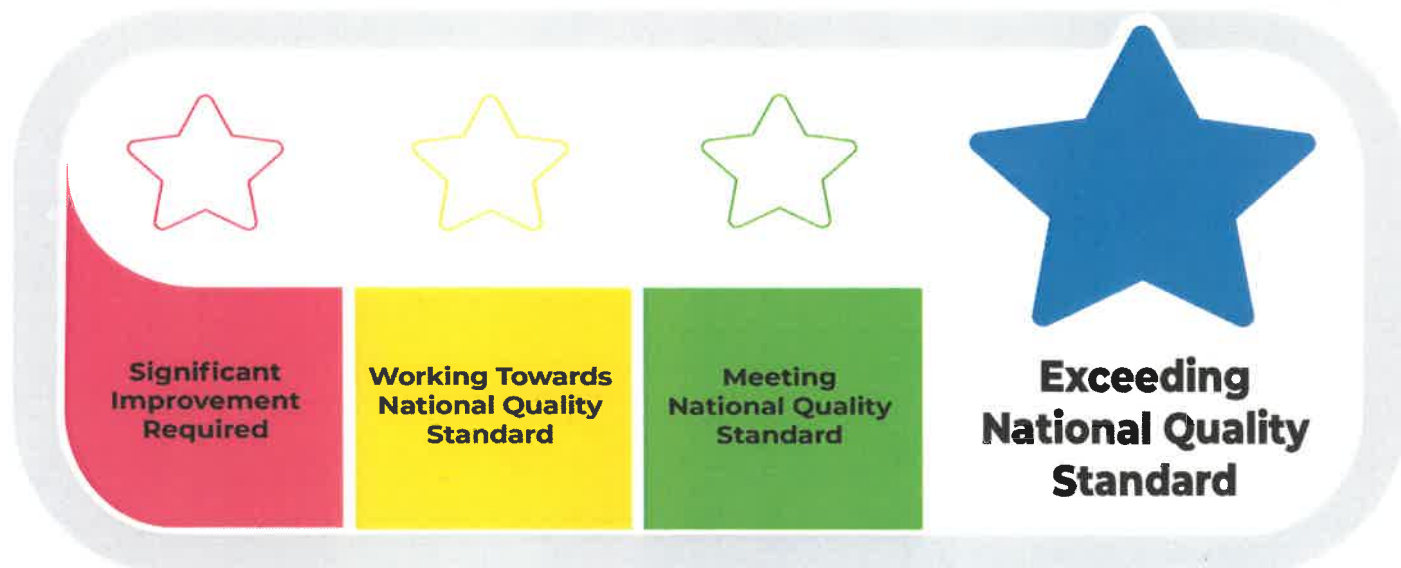 Significant
Improvement
Required
Working Towards
National Quality
Standard
Meeting
National Quality
Standard
Exceeding
National Quality
Standard